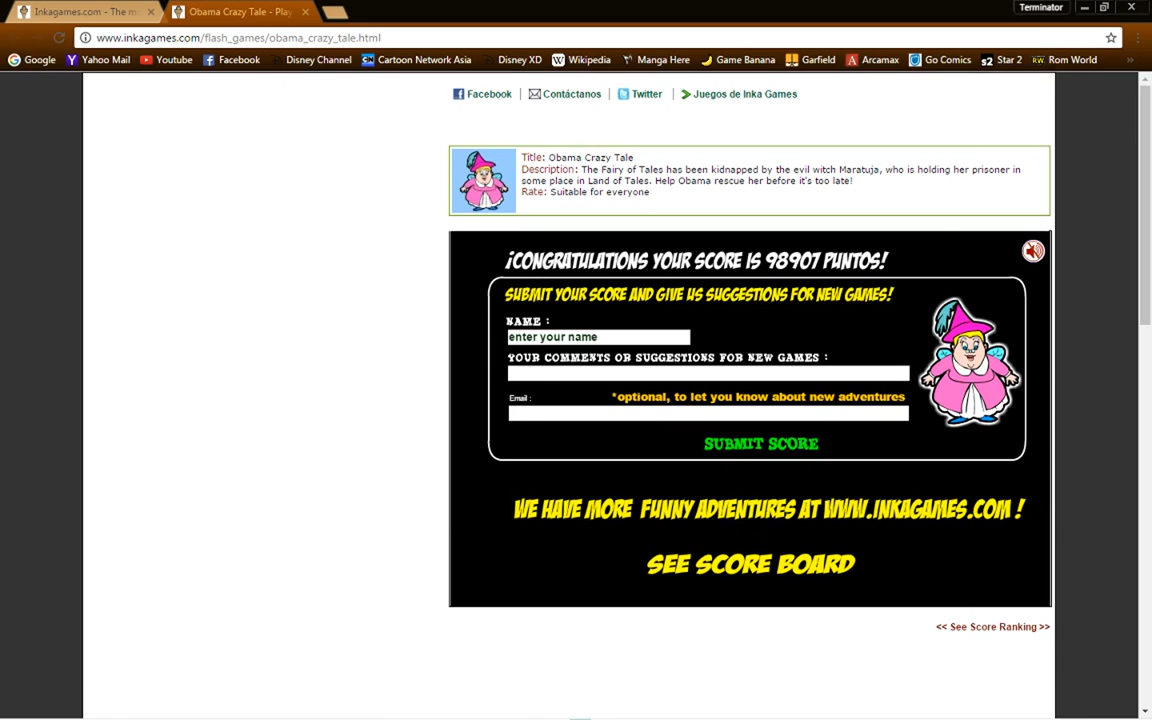 Inkagames.com - The m
Obama Crazy Tale - Play
Terminator
www.inkagames.com/flash_games/obama_crazy_tale.html
Google
Yahoo Mail
Youtube
Facebook
Disney Channel
Cartoon Network Asia
Disney XD
Wikipedia
Manga Here
Game Banana
Garfield
Arcamax
Go Comics
Star 2
Rom World
Facebook | Contáctanos | Twitter | Juegos de Inka Games
Title: Obama Crazy Tale
Description: The Fairy of Tales has been kidnapped by the evil witch Maratuja, who is holding her prisoner in
some place in Land of Tales. Help Obama rescue her before it's too late!
Rate: Suitable for everyone
¡CONGRATULATIONS YOUR SCORE IS 98907 PUNTOS!
SUBMIT YOUR SCORE AND GIVE US SUGGESTIONS FOR NEW GAMES!
NAME :
enter your name
YOUR COMMENTS OR SUGGESTIONS FOR NEW GAMES :
Email : *optional, to let you know about new adventures
SUBMIT SCORE
WE HAVE MORE FUNNY ADVENTURES AT WWW.INKAGAMES.COM !
SEE SCORE BOARD
<< See Score Ranking >>